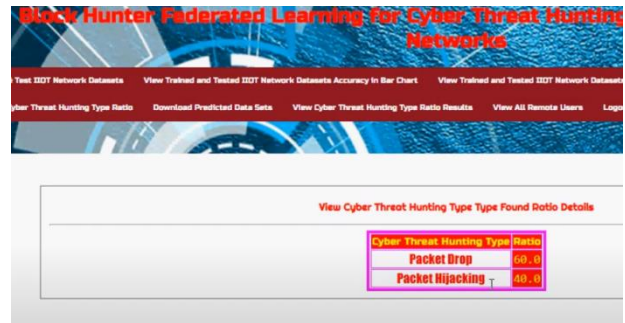 Block Hunter Federated Learning for Cyber Threat Hunting
Networks
Test IIOT Network Datasets View Trained and Tested IIOT Network Datasets Accuracy in Bar Chart View Trained and Tested IIOT Network Datasets
yber Threat Hunting Type Ratio Download Predicted Data Sets View Cyber Threat Hunting Type Ratio Results View All Remote Users Logo
View Cyber Threat Hunting Type Type Found Ratio Details
Cyber Threat Hunting Type Ratio
Packet Drop 60.0
Packet Hijacking 40.0